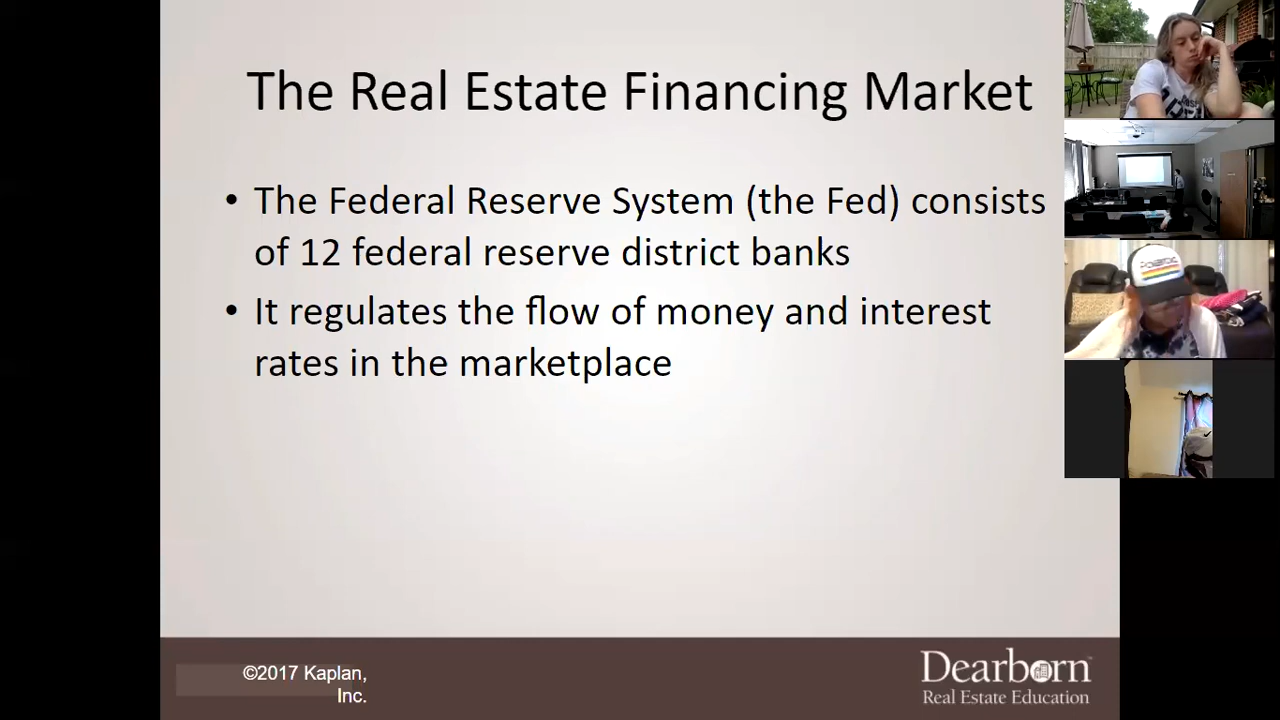 The Real Estate Financing Market
• The Federal Reserve System (the Fed) consists
of 12 federal reserve district banks
• It regulates the flow of money and interest
rates in the marketplace
©2017 Kaplan,
Inc.
Dearborn
Real Estate Education